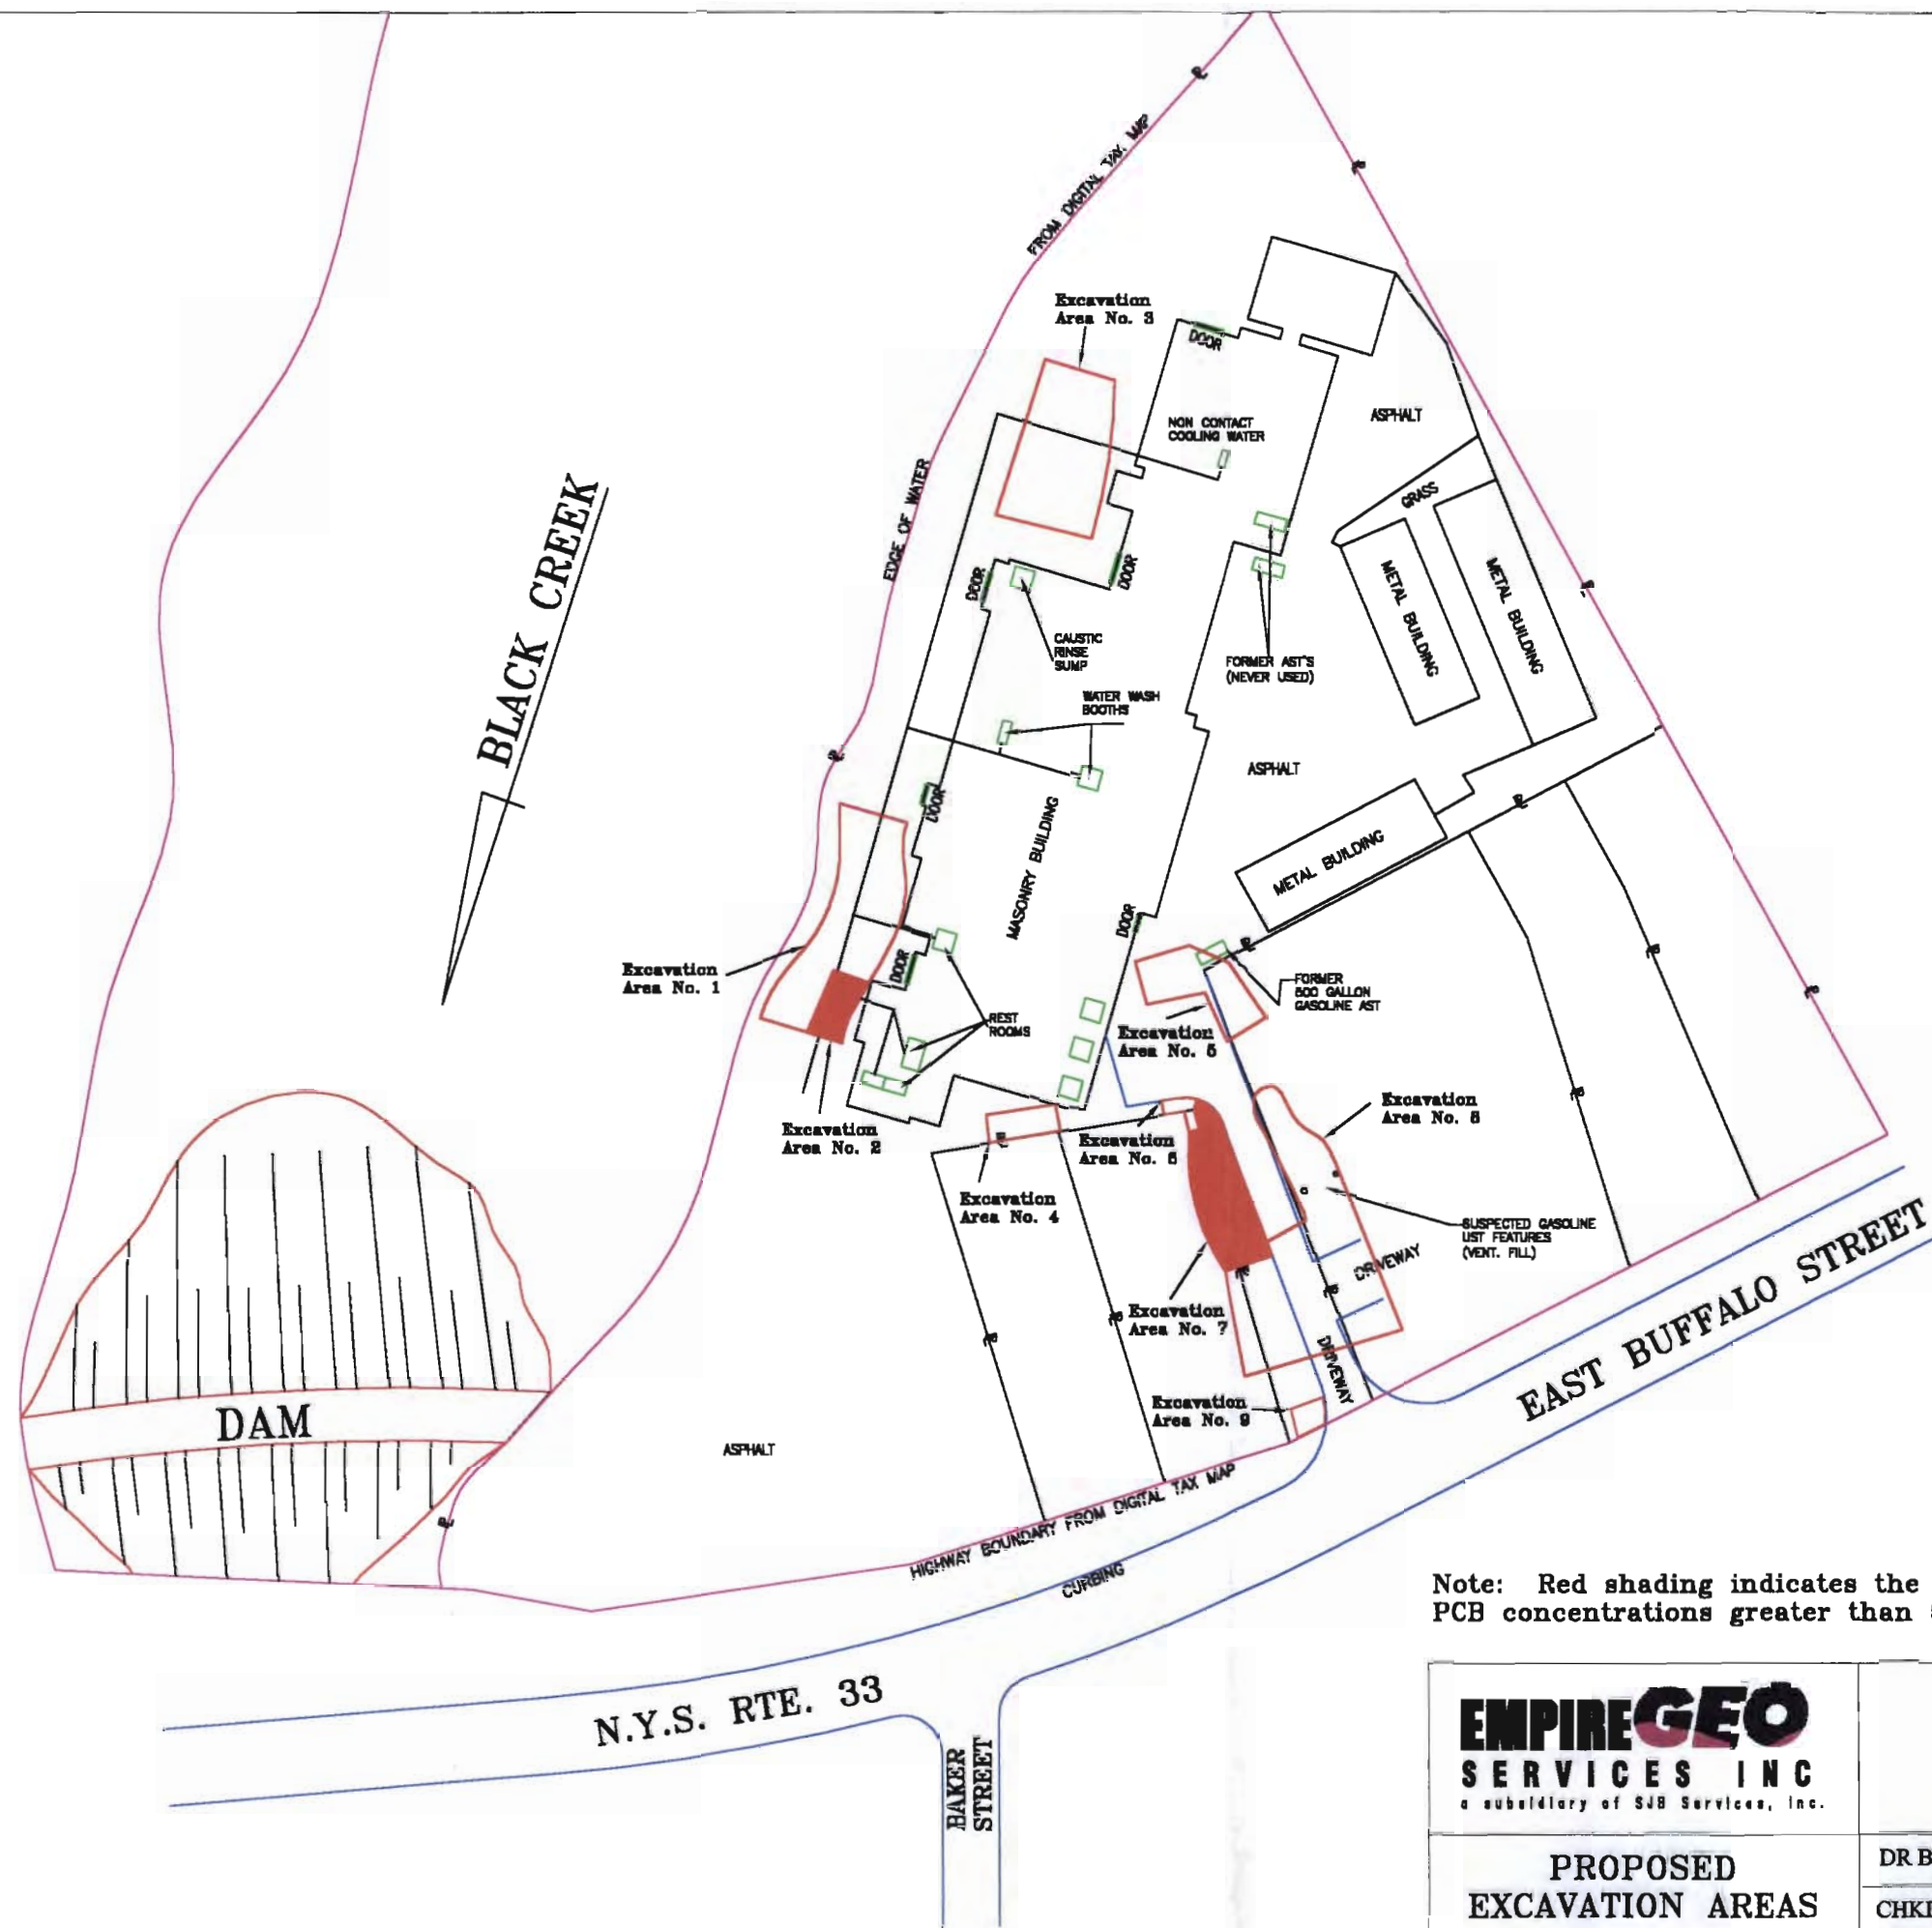 FROM DIGITAL TAX MAP
Excavation
Area No. 3
DOOR
NON CONTACT
COOLING WATER
ASPHALT
GRASS
METAL BUILDING
METAL BUILDING
EDGE OF WATER
BLACK CREEK
DOOR
DOOR
CAUSTIC
RINSE
SUMP
FORMER AST'S
(NEVER USED)
WATER WASH
BOOTHS
ASPHALT
DOOR
MASONRY BUILDING
METAL BUILDING
DOOR
DOOR
Excavation
Area No. 1
FORMER
500 GALLON
GASOLINE AST
REST
ROOMS
Excavation
Area No. 5
Excavation
Area No. 8
Excavation
Area No. 2
Excavation
Area No. 6
Excavation
Area No. 4
SUSPECTED GASOLINE
UST FEATURES
(VENT. FILL)
DRIVEWAY
Excavation
Area No. 7
DRIVEWAY
EAST BUFFALO STREET
Excavation
Area No. 9
DAM
ASPHALT
HIGHWAY BOUNDARY FROM DIGITAL TAX MAP
CURBING
Note: Red shading indicates the
PCB concentrations greater than
N.Y.S. RTE. 33
BAKER
STREET
EMPIRE GEO
SERVICES INC
a subsidiary of SJB Services, Inc.
PROPOSED
EXCAVATION AREAS
DR B
CHK